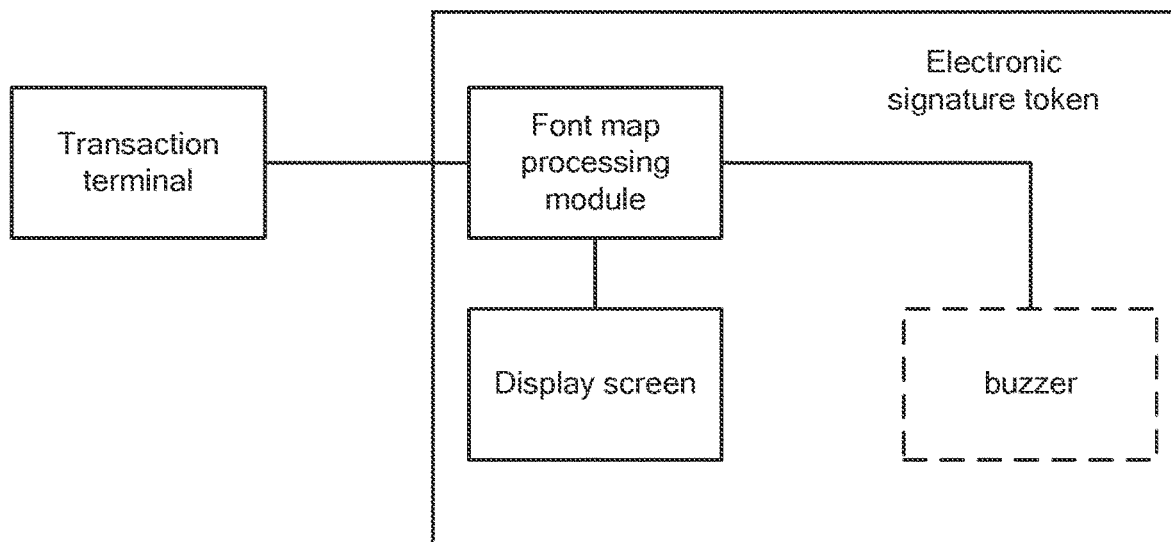 Electronic
signature token
Transaction
terminal
Font map
processing
module
Display screen
buzzer